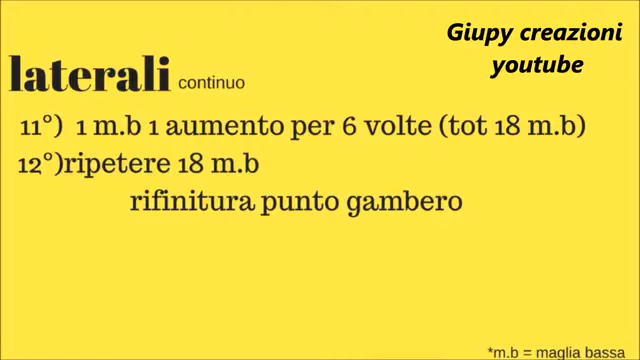 Giupy creazioni
youtube
laterali continuo
11°) 1 m.b 1 aumento per 6 volte (tot 18 m.b)
12°)ripetere 18 m.b
rifinitura punto gambero
*m.b = maglia bassa